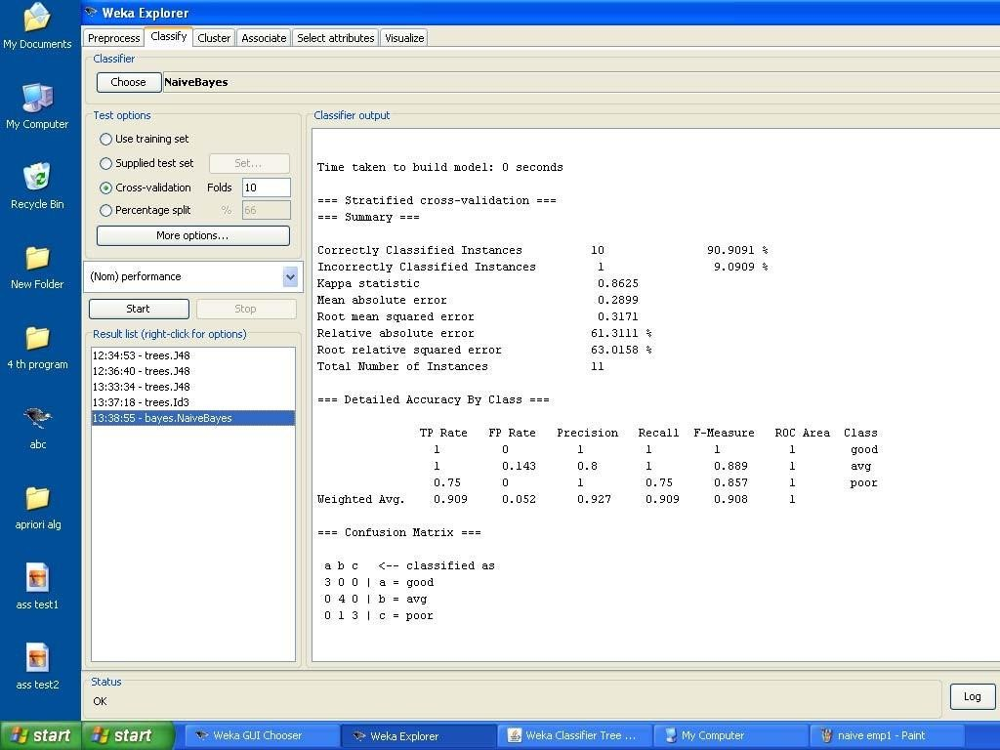 My Documents
My Computer
Recycle Bin
New Folder
4 th program
abc
apriori alg
ass test1
ass test2
Weka Explorer
Preprocess Classify Cluster Associate Select attributes Visualize
Classifier
Choose NaiveBayes
Test options
Use training set
Supplied test set Set...
Cross-validation Folds 10
Percentage split % 66
More options...
(Nom) performance
Start Stop
Result list (right-click for options)
12:34:53 - trees.J48
12:36:40 - trees.J48
13:33:34 - trees.J48
13:37:18 - trees.Id3
13:38:55 - bayes.NaiveBayes
Classifier output
Time taken to build model: 0 seconds
=== Stratified cross-validation ===
=== Summary ===
Correctly Classified Instances 10 90.9091 %
Incorrectly Classified Instances 1 9.0909 %
Kappa statistic 0.8625
Mean absolute error 0.2899
Root mean squared error 0.3171
Relative absolute error 61.3111 %
Root relative squared error 63.0158 %
Total Number of Instances 11
=== Detailed Accuracy By Class ===
TP Rate FP Rate Precision Recall F-Measure ROC Area Class
1 0 1 1 1 1 good
1 0.143 0.8 1 0.889 1 avg
0.75 0 1 0.75 0.857 1 poor
Weighted Avg. 0.909 0.052 0.927 0.909 0.908 1
=== Confusion Matrix ===
a b c <-- classified as
3 0 0 | a = good
0 4 0 | b = avg
0 1 3 | c = poor
Status
OK
Log
start start Weka GUI Chooser Weka Explorer Weka Classifier Tree ... My Computer naive emp1 - Paint